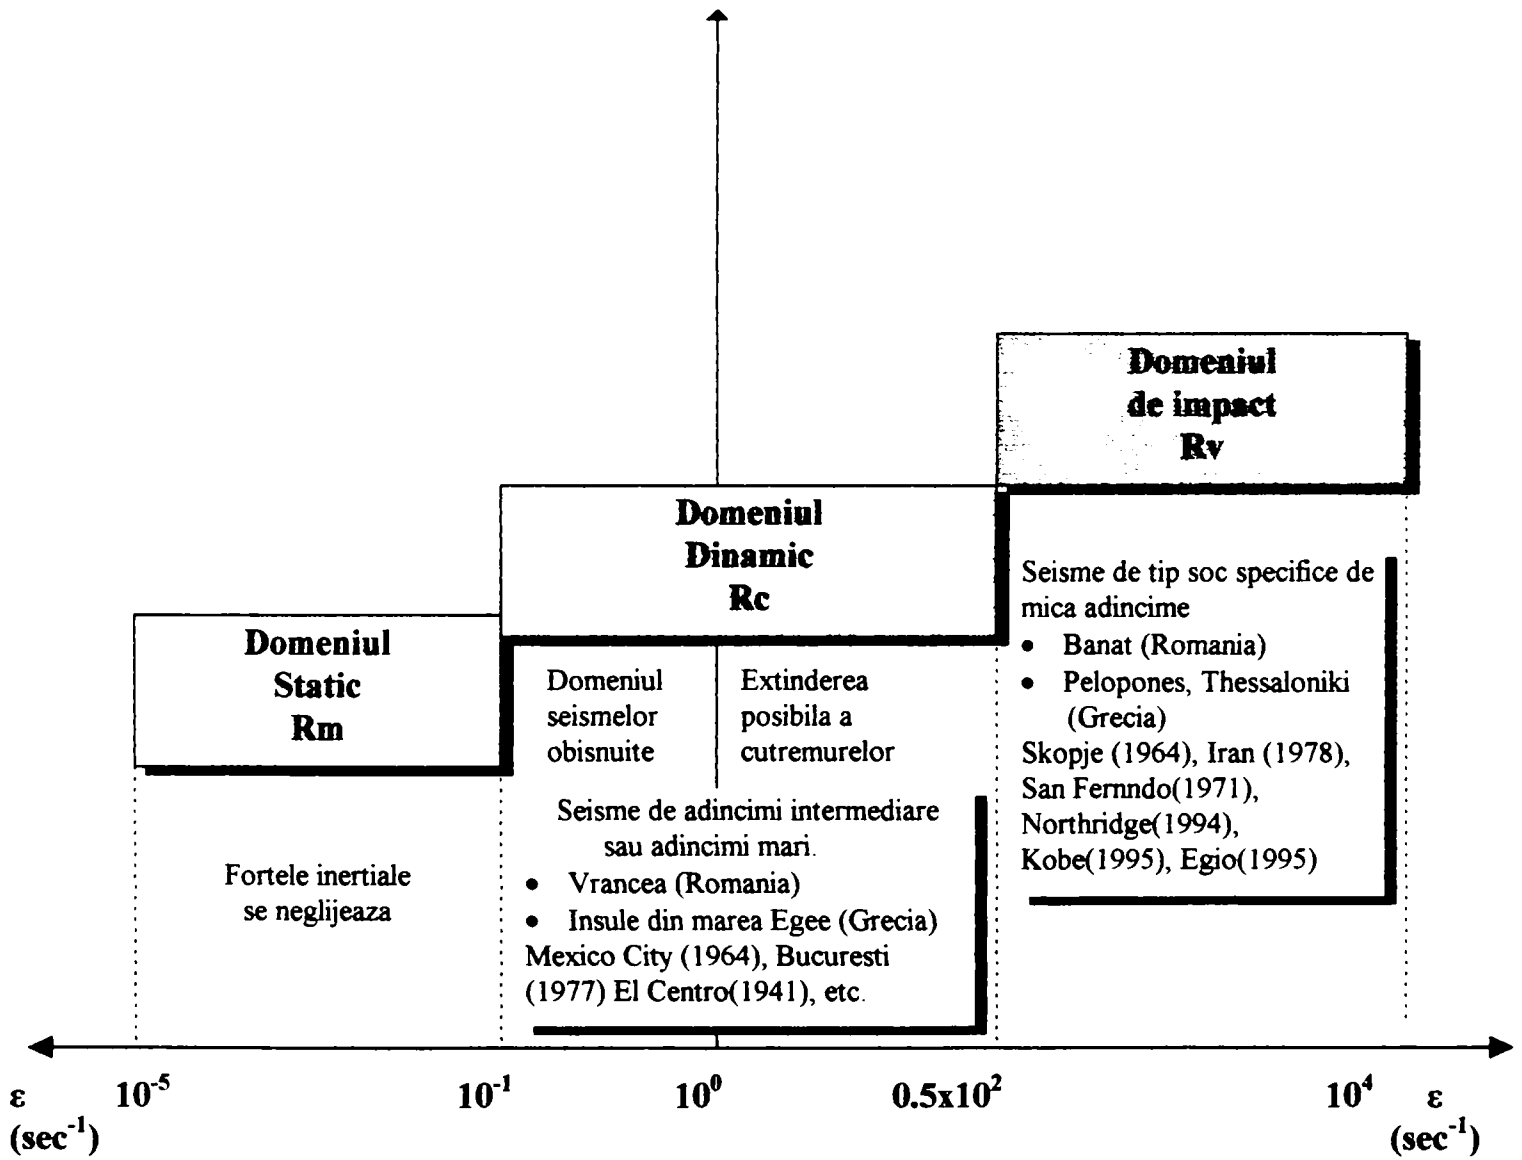 Domeniul
de impact
Rv
Domeniul
Dinamic
Rc
Domeniul
Static
Rm
Seisme de tip soc specifice de
mica adincime
• Banat (Romania)
• Pelopones, Thessaloniki
(Grecia)
Skopje (1964), Iran (1978),
San Fernndo(1971),
Northridge(1994),
Kobe(1995), Egio(1995)
Domeniul
seismelor
obisnuite
Extinderea
posibila a
cutremurelor
Seisme de adincimi intermediare
sau adincimi mari.
• Vrancea (Romania)
• Insule din marea Egee (Grecia)
Mexico City (1964), Bucuresti
(1977) El Centro(1941), etc.
Fortele inertiale
se neglijeaza
ε 10⁻⁵ 10⁻¹ 10⁰ 0.5x10² 10⁴ ε
(sec⁻¹) (sec⁻¹)